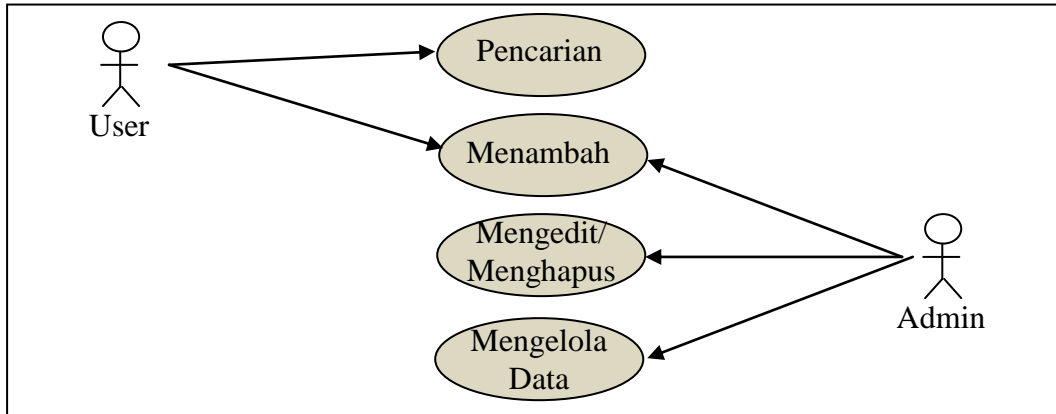 Pencarian
User
Menambah
Mengedit/
Menghapus
Admin
Mengelola
Data